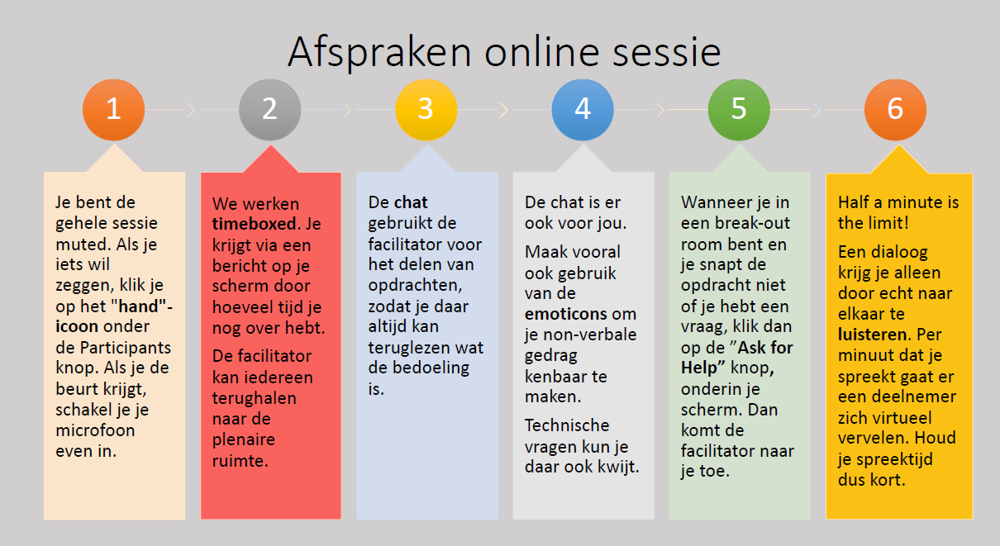 Afspraken online sessie
1
2
3
4
5
6
Je bent de
gehele sessie
muted. Als je
iets wil
zeggen, klik je
op het "hand"-
icoon onder
de Participants
knop. Als je de
beurt krijgt,
schakel je je
microfoon
even in.
We werken
timeboxed. Je
krijgt via een
bericht op je
scherm door
hoeveel tijd je
nog over hebt.
De facilitator
kan iedereen
terughalen
naar de
plenaire
ruimte.
De chat
gebruikt de
facilitator voor
het delen van
opdrachten,
zodat je daar
altijd kan
teruglezen wat
de bedoeling
is.
De chat is er
ook voor jou.
Maak vooral
ook gebruik
van de
emoticons om
je non-verbale
gedrag
kenbaar te
maken.
Technische
vragen kun je
daar ook kwijt.
Wanneer je in
een break-out
room bent en
je snapt de
opdracht niet
of je hebt een
vraag, klik dan
op de ”Ask for
Help” knop,
onderin je
scherm. Dan
komt de
facilitator naar
je toe.
Half a minute is
the limit!
Een dialoog
krijg je alleen
door echt naar
elkaar te
luisteren. Per
minuut dat je
spreekt gaat er
een deelnemer
zich virtueel
vervelen. Houd
je spreektijd
dus kort.